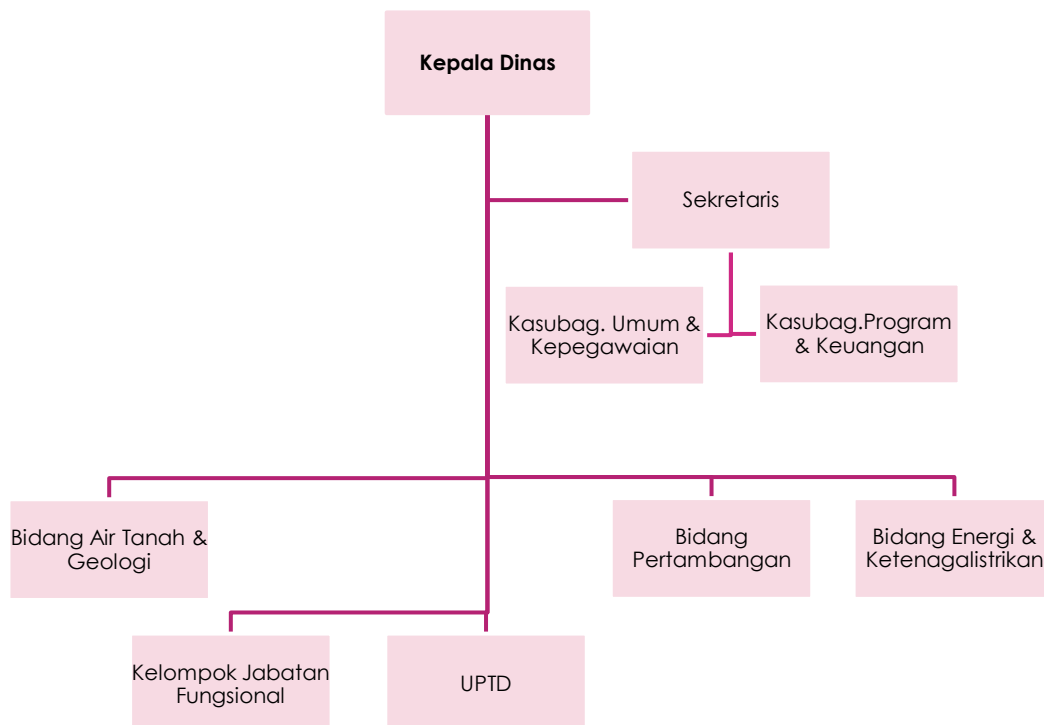 Kepala Dinas
Sekretaris
Kasubag. Umum &
Kepegawaian
Kasubag.Program
& Keuangan
Bidang Air Tanah &
Geologi
Bidang
Pertambangan
Bidang Energi &
Ketenagalistrikan
Kelompok Jabatan
Fungsional
UPTD